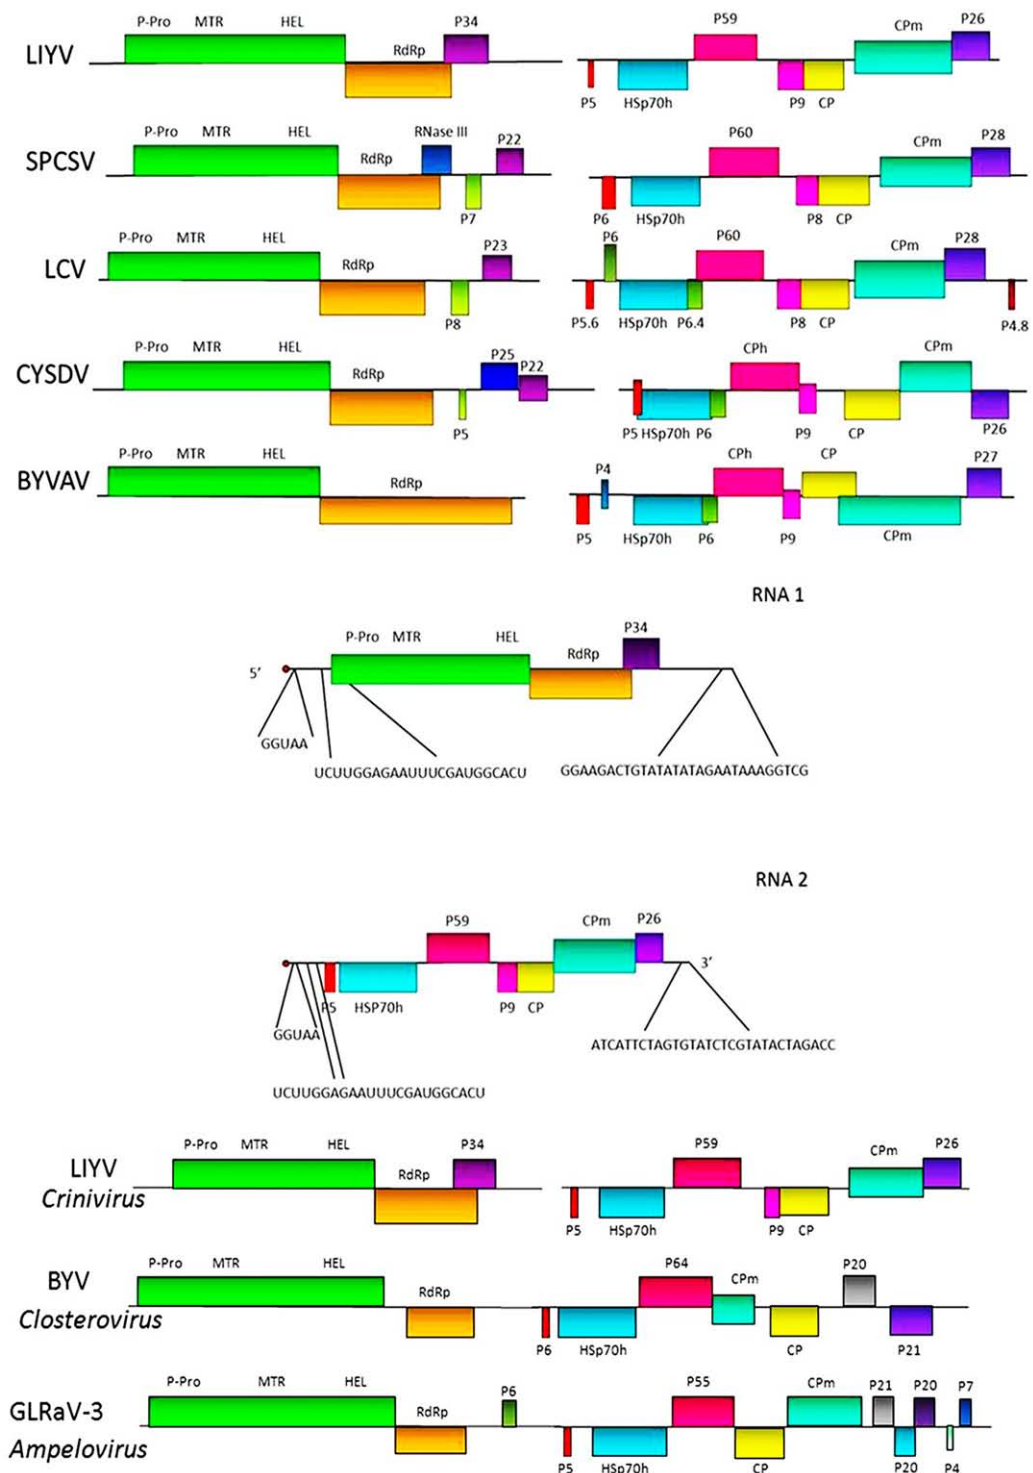 P-Pro MTR HEL RdRp P34 P59 CPm P26
LIYV
P5 HSp70h P9 CP
P-Pro MTR HEL RdRp RNase III P22 P60 CPm P28
SPCSV
P7 P6 HSp70h P8 CP
P-Pro MTR HEL RdRp P23 P6 P60 CPm P28
LCV
P8 P5.6 HSp70h P6.4 P8 CP P4.8
P-Pro MTR HEL RdRp P25 P22 CPh CPm
CYSDV
P5 P5 HSp70h P6 P9 CP P26
P-Pro MTR HEL RdRp P4 CPh CP P27
BYVAV
P5 HSp70h P6 P9 CPm
RNA 1
P-Pro MTR HEL RdRp P34
5'
GGUAA
UCUUGGAGAAUUUCGAUGGCACU GGAAGACTGTATATATAGAATAAAGGTCG
RNA 2
P59 CPm P26
3'
P5 HSP70h P9 CP
GGUAA
ATCATTCTAGTGTATCTCGTATACTAGACC
UCUUGGAGAAUUUCGAUGGCACU
P-Pro MTR HEL RdRp P34 P59 CPm P26
LIYV
Crinivirus
P5 HSp70h P9 CP
P-Pro MTR HEL RdRp P64 CPm P20
BYV
Closterovirus
P6 HSp70h CP P21
P-Pro MTR HEL RdRp P6 P55 CPm P21 P20 P7
GLRaV-3
Ampelovirus
P5 HSp70h CP P20 P4